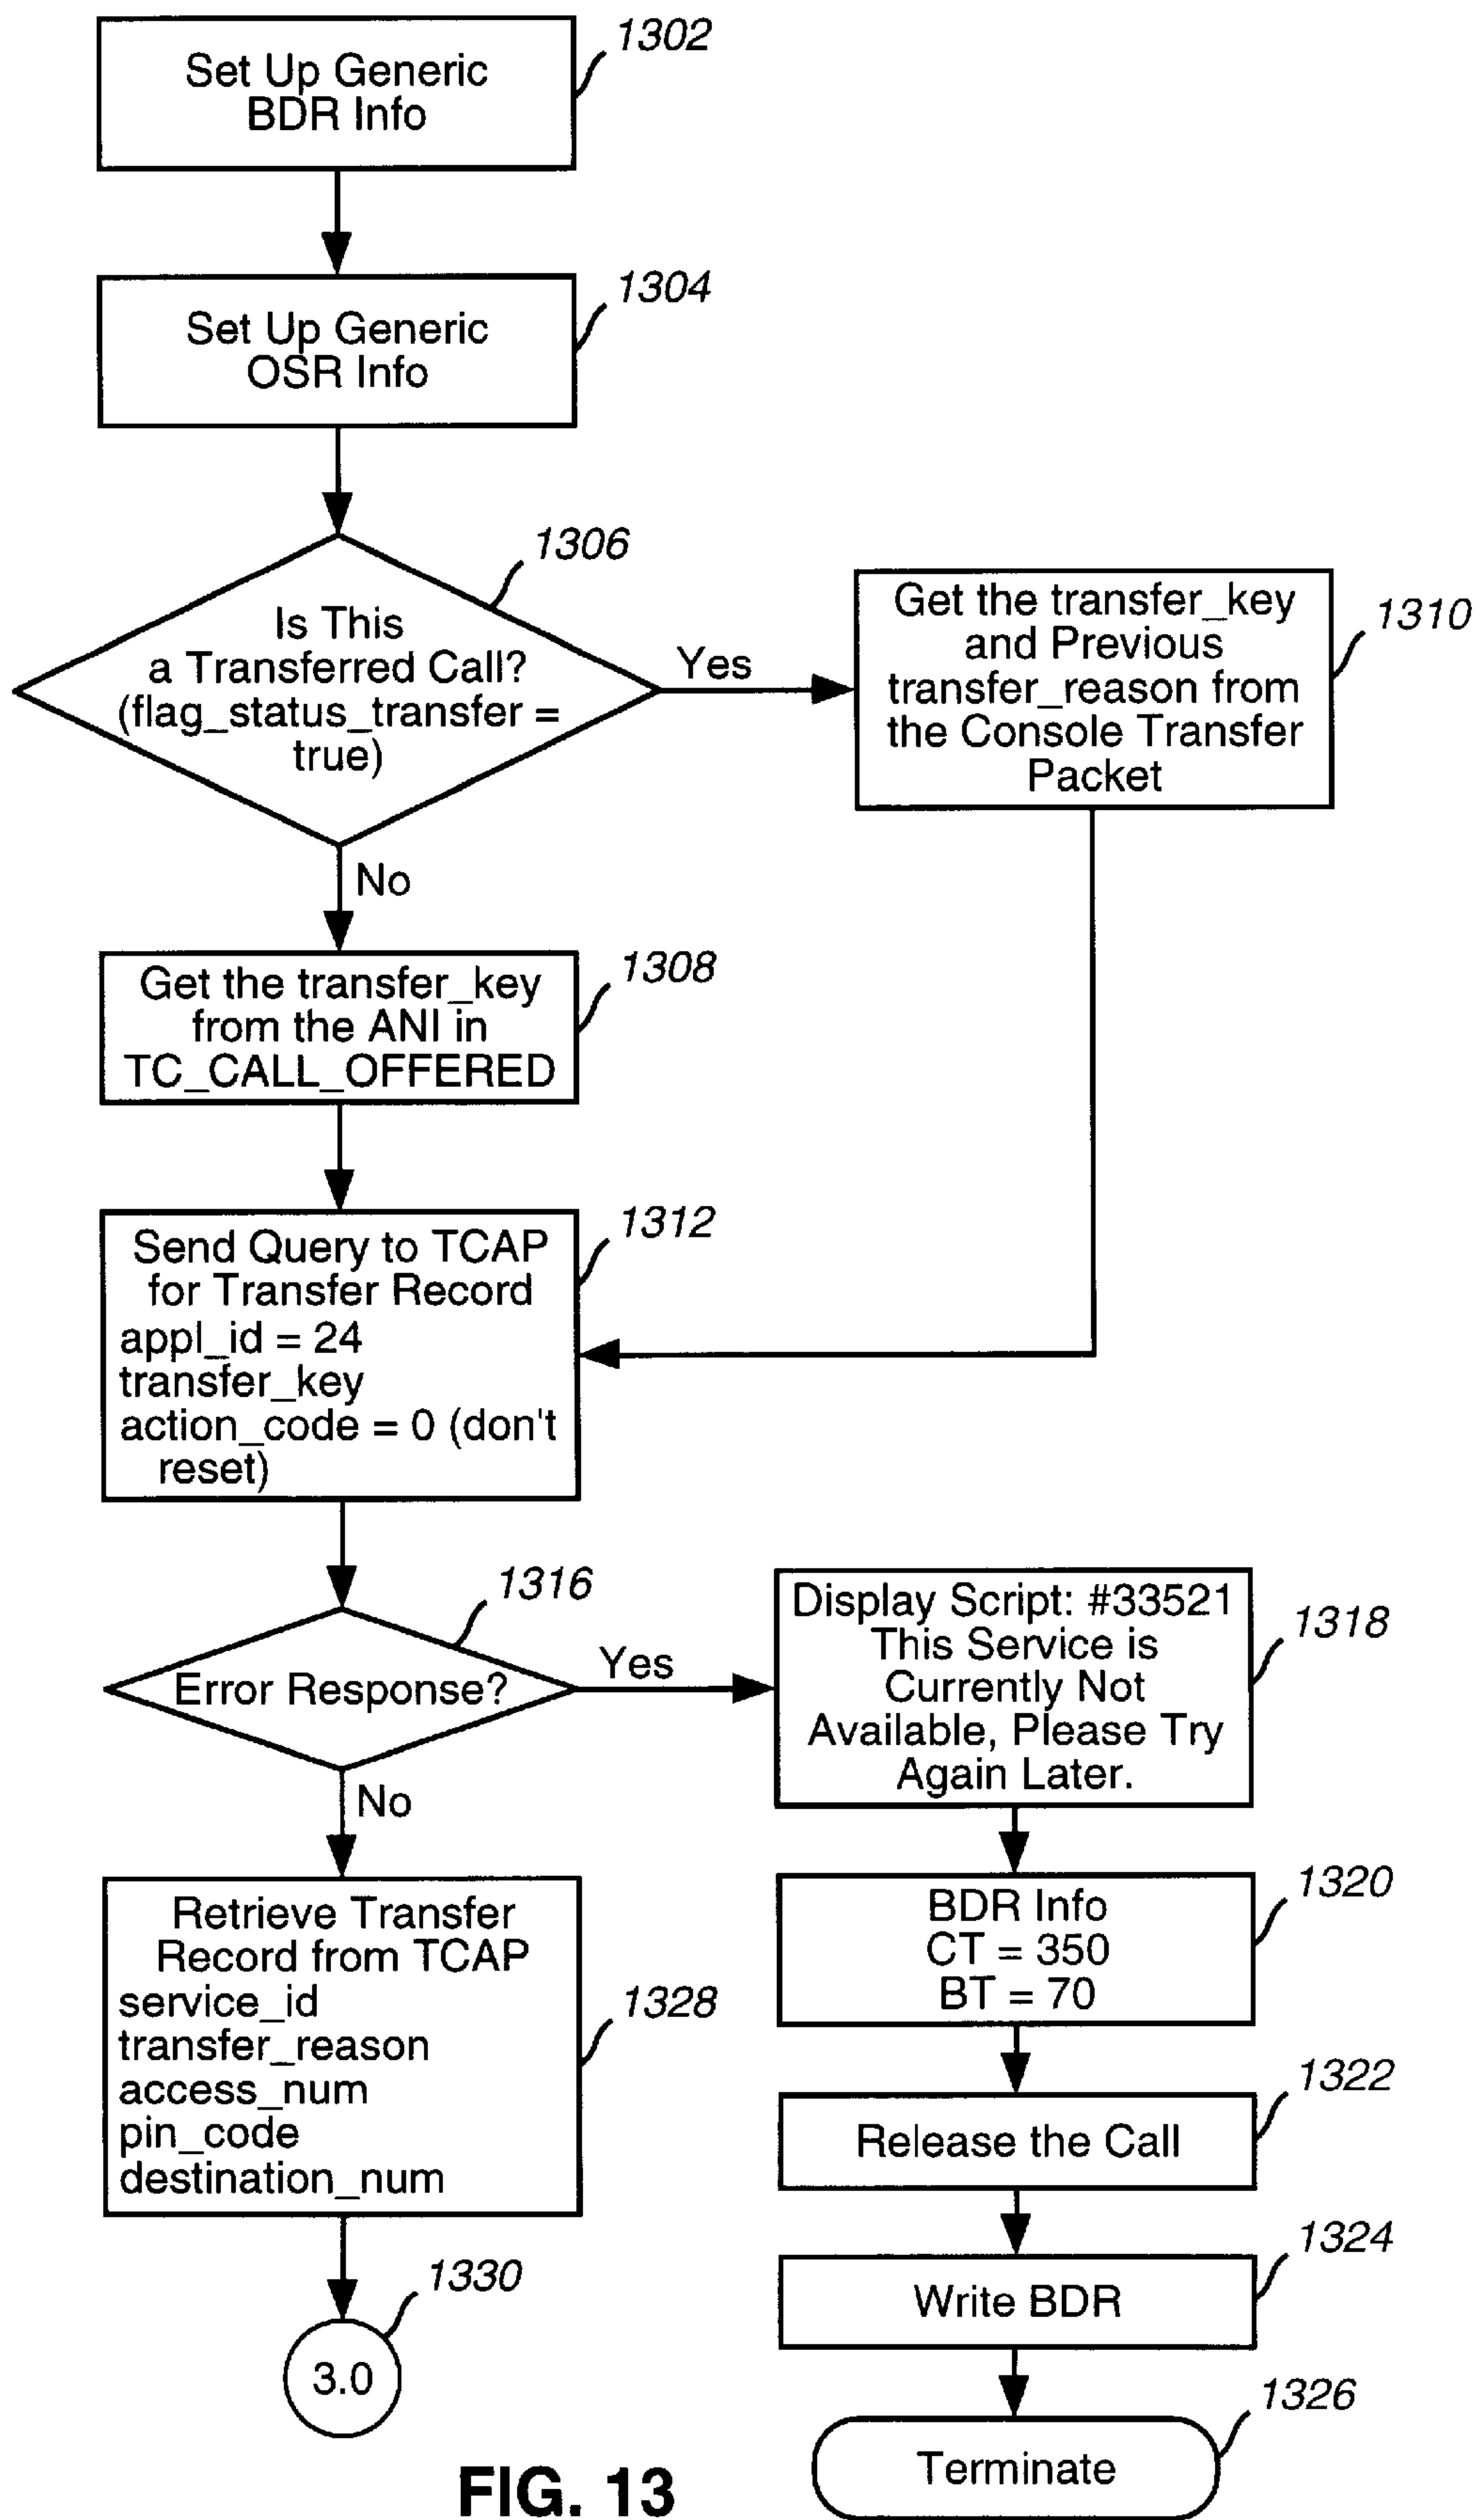 1302
Set Up Generic
BDR Info
1304
Set Up Generic
OSR Info
1306
Is This
a Transferred Call?
(flag_status_transfer =
true)
Yes
1310
Get the transfer_key
and Previous
transfer_reason from
the Console Transfer
Packet
No
1308
Get the transfer_key
from the ANI in
TC_CALL_OFFERED
1312
Send Query to TCAP
for Transfer Record
appl_id = 24
transfer_key
action_code = 0 (don't
reset)
1316
Error Response?
Yes
1318
Display Script: #33521
This Service is
Currently Not
Available, Please Try
Again Later.
No
1320
BDR Info
CT = 350
BT = 70
1328
Retrieve Transfer
Record from TCAP
service_id
transfer_reason
access_num
pin_code
destination_num
1322
Release the Call
1324
Write BDR
1330
3.0
1326
Terminate
FIG. 13